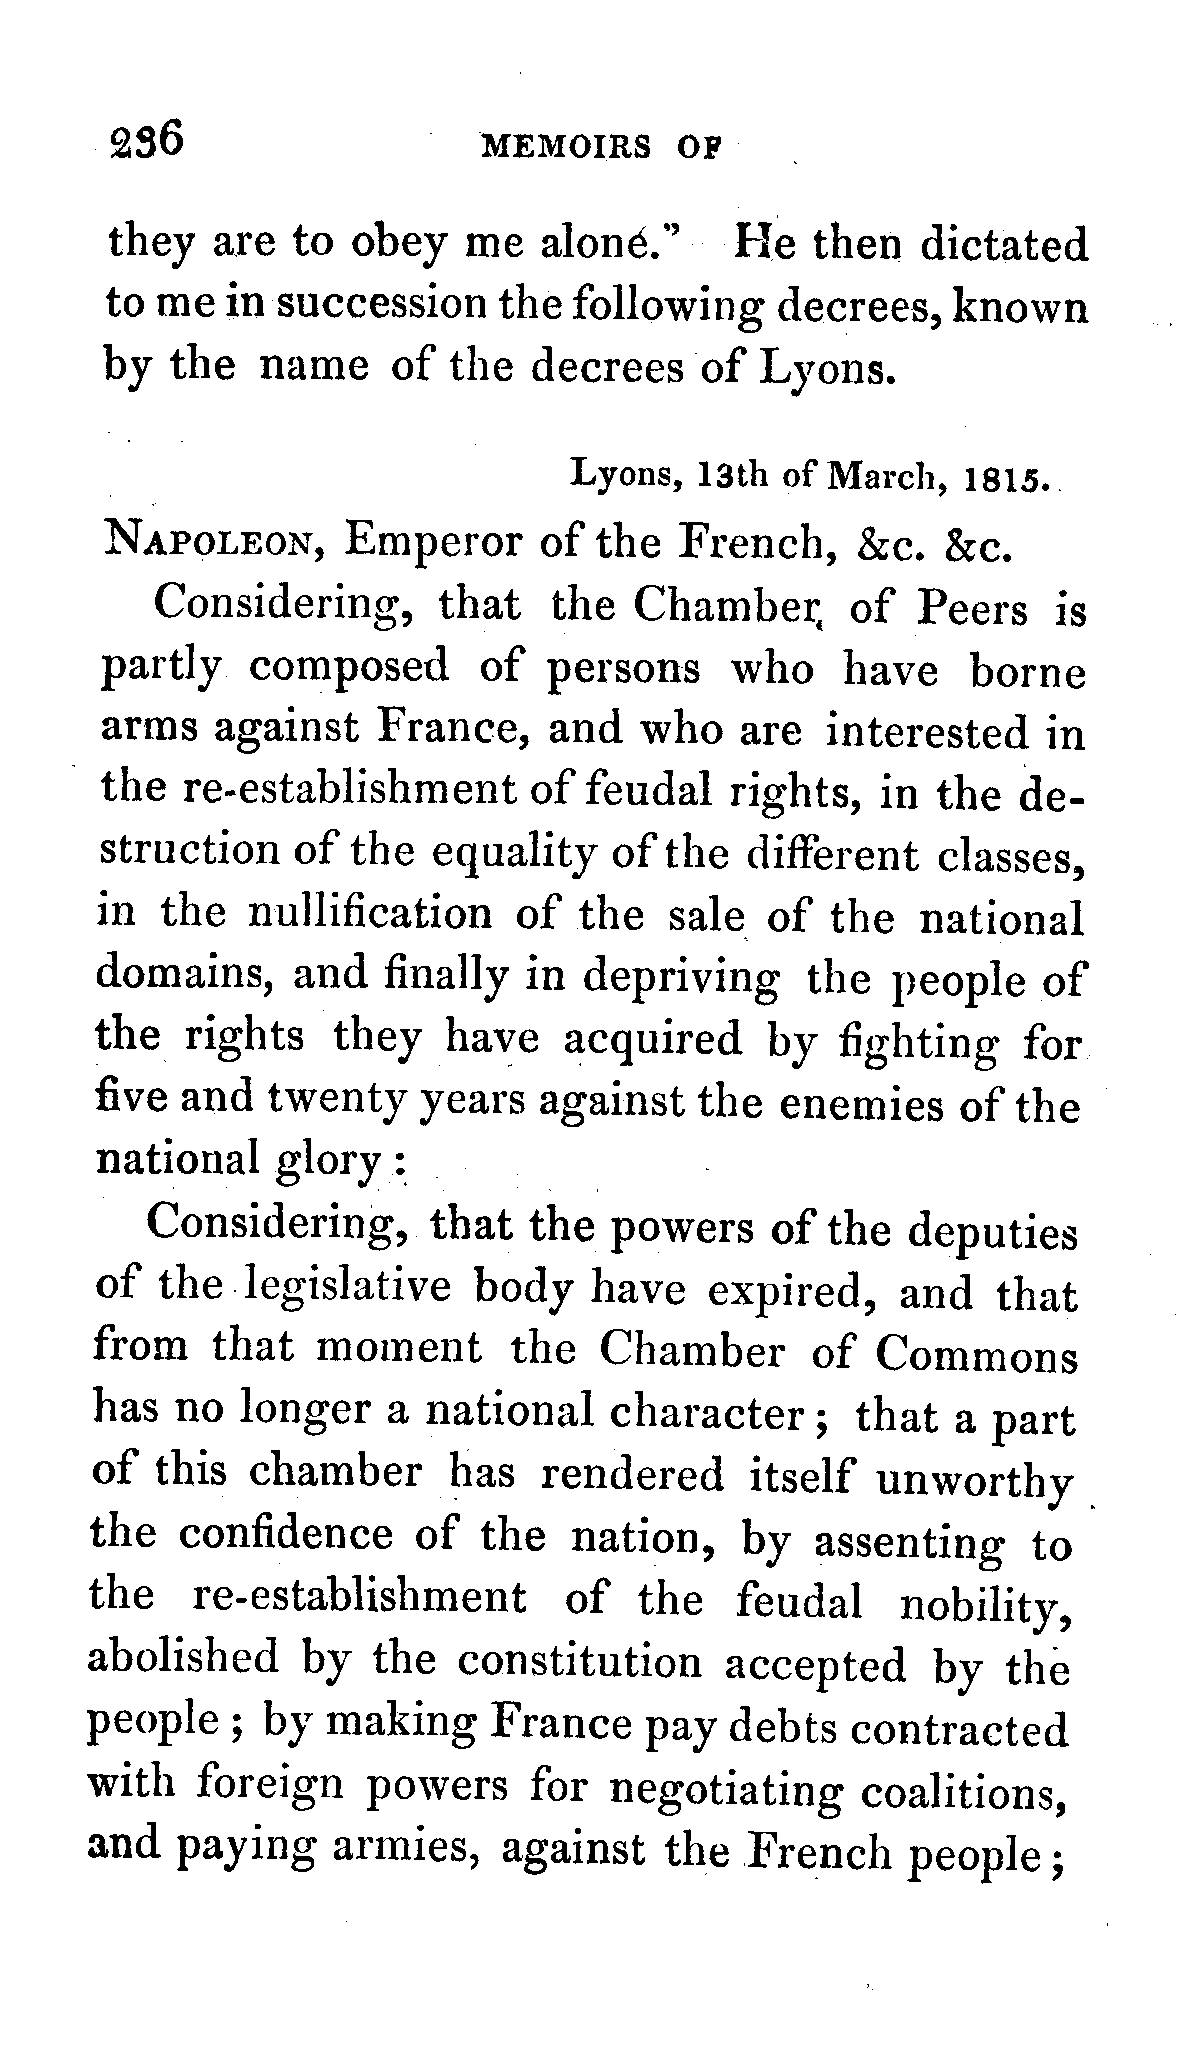 236 MEMOIRS OF
they are to obey me alone." He then dictated
to me in succession the following decrees, known
by the name of the decrees of Lyons.
Lyons, 13th of March, 1815.
NAPOLEON, Emperor of the French, &c. &c.
Considering, that the Chamber of Peers is
partly composed of persons who have borne
arms against France, and who are interested in
the re-establishment of feudal rights, in the de-
struction of the equality of the different classes,
in the nullification of the sale of the national
domains, and finally in depriving the people of
the rights they have acquired by fighting for
five and twenty years against the enemies of the
national glory :
Considering, that the powers of the deputies
of the legislative body have expired, and that
from that moment the Chamber of Commons
has no longer a national character ; that a part
of this chamber has rendered itself unworthy
the confidence of the nation, by assenting to
the re-establishment of the feudal nobility,
abolished by the constitution accepted by the
people ; by making France pay debts contracted
with foreign powers for negotiating coalitions,
and paying armies, against the French people ;